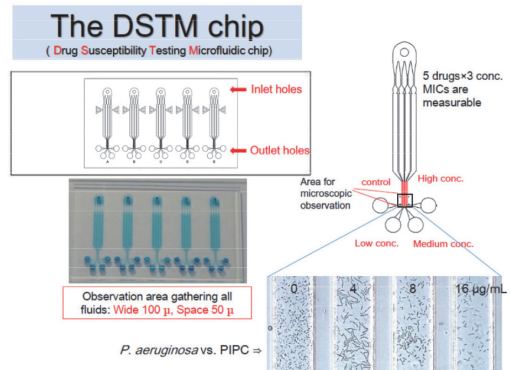 The DSTM chip
( Drug Susceptibility Testing Microfluidic chip)
Inlet holes
Outlet holes
A B C D E
5 drugs×3 conc.
MICs are
measurable
Area for
microscopic
observation
control
High conc.
Low conc.
Medium conc.
Observation area gathering all
fluids: Wide 100 μ, Space 50 μ
0 4 8 16 μg/mL
P. aeruginosa vs. PIPC ⇒